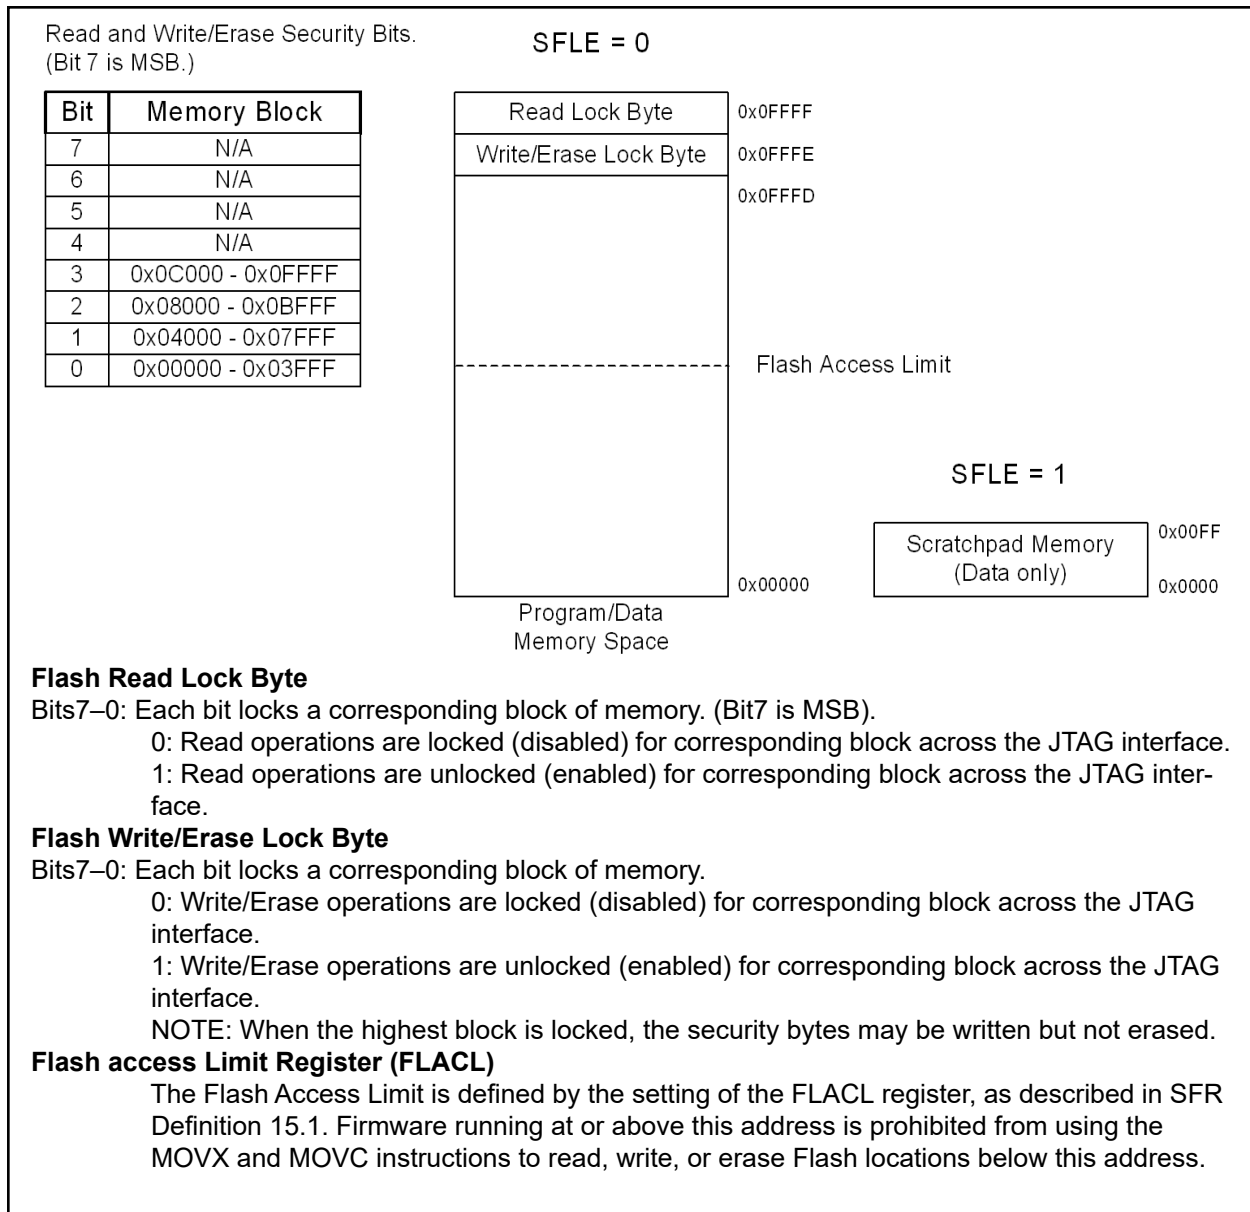 Read and Write/Erase Security Bits.
(Bit 7 is MSB.)
SFLE = 0
Bit Memory Block
7 N/A
6 N/A
5 N/A
4 N/A
3 0x0C000 - 0x0FFFF
2 0x08000 - 0x0BFFF
1 0x04000 - 0x07FFF
0 0x00000 - 0x03FFF
Read Lock Byte 0x0FFFF
Write/Erase Lock Byte 0x0FFFE
0x0FFFD
Flash Access Limit
0x00000
Program/Data
Memory Space
SFLE = 1
Scratchpad Memory
(Data only)
0x00FF
0x0000
Flash Read Lock Byte
Bits7–0: Each bit locks a corresponding block of memory. (Bit7 is MSB).
0: Read operations are locked (disabled) for corresponding block across the JTAG interface.
1: Read operations are unlocked (enabled) for corresponding block across the JTAG inter-
face.
Flash Write/Erase Lock Byte
Bits7–0: Each bit locks a corresponding block of memory.
0: Write/Erase operations are locked (disabled) for corresponding block across the JTAG
interface.
1: Write/Erase operations are unlocked (enabled) for corresponding block across the JTAG
interface.
NOTE: When the highest block is locked, the security bytes may be written but not erased.
Flash access Limit Register (FLACL)
The Flash Access Limit is defined by the setting of the FLACL register, as described in SFR
Definition 15.1. Firmware running at or above this address is prohibited from using the
MOVX and MOVC instructions to read, write, or erase Flash locations below this address.